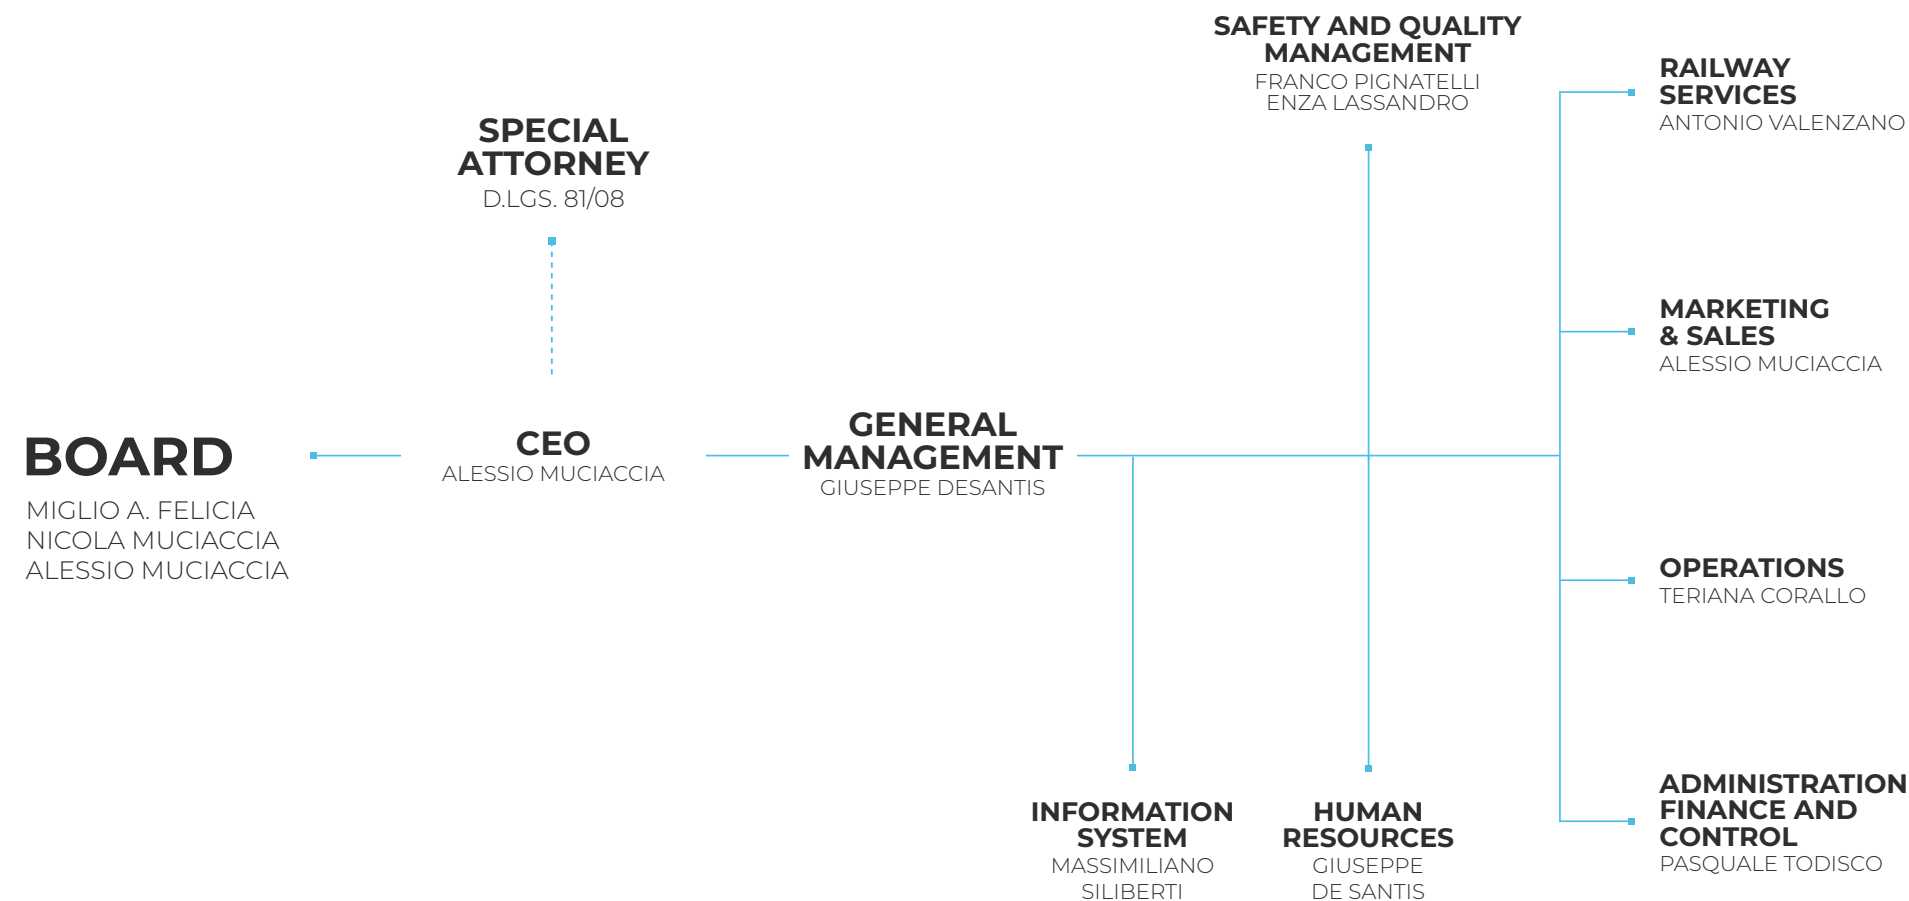 BOARD
MIGLIO A. FELICIA
NICOLA MUCIACCIA
ALESSIO MUCIACCIA
SPECIAL
ATTORNEY
D.LGS. 81/08
CEO
ALESSIO MUCIACCIA
GENERAL
MANAGEMENT
GIUSEPPE DESANTIS
SAFETY AND QUALITY
MANAGEMENT
FRANCO PIGNATELLI
ENZA LASSANDRO
INFORMATION
SYSTEM
MASSIMILIANO
SILIBERTI
HUMAN
RESOURCES
GIUSEPPE
DE SANTIS
RAILWAY
SERVICES
ANTONIO VALENZANO
MARKETING
& SALES
ALESSIO MUCIACCIA
OPERATIONS
TERIANA CORALLO
ADMINISTRATION
FINANCE AND
CONTROL
PASQUALE TODISCO